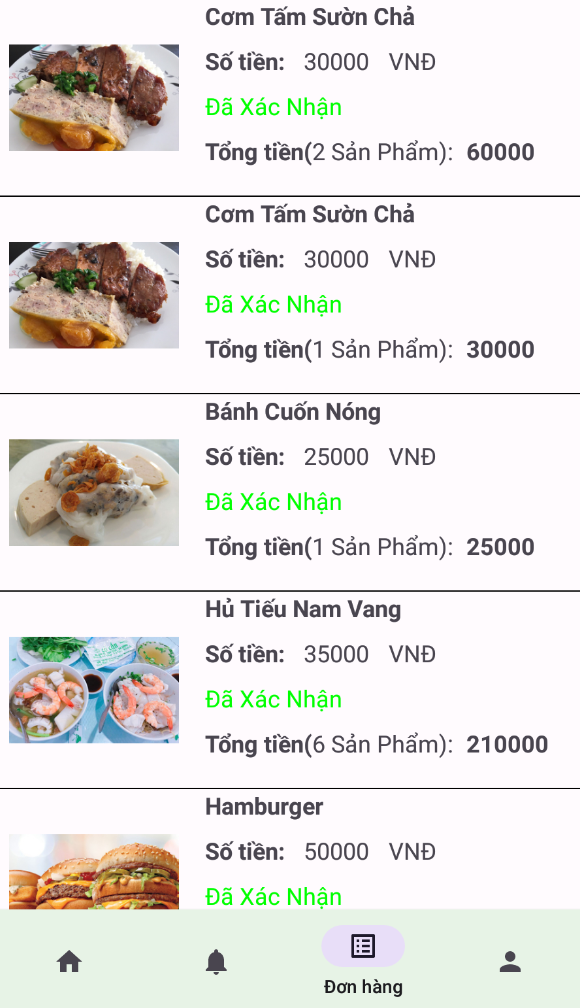 Cơm Tấm Sườn Chả
Số tiền: 30000 VNĐ
Đã Xác Nhận
Tổng tiền(2 Sản Phẩm): 60000
Cơm Tấm Sườn Chả
Số tiền: 30000 VNĐ
Đã Xác Nhận
Tổng tiền(1 Sản Phẩm): 30000
Bánh Cuốn Nóng
Số tiền: 25000 VNĐ
Đã Xác Nhận
Tổng tiền(1 Sản Phẩm): 25000
Hủ Tiếu Nam Vang
Số tiền: 35000 VNĐ
Đã Xác Nhận
Tổng tiền(6 Sản Phẩm): 210000
Hamburger
Số tiền: 50000 VNĐ
Đã Xác Nhận
Đơn hàng